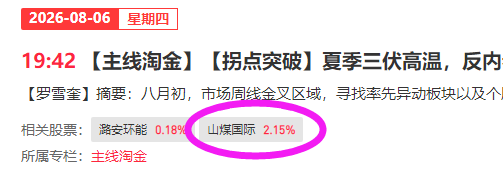 2026-08-06 星期四
19:42 【主线淘金】【拐点突破】夏季三伏高温，反内
【罗雪奎】摘要：八月初，市场周线金叉区域，寻找率先异动板块以及个
相关股票： 潞安环能 0.18% 山煤国际 2.15%
所属专栏：主线淘金